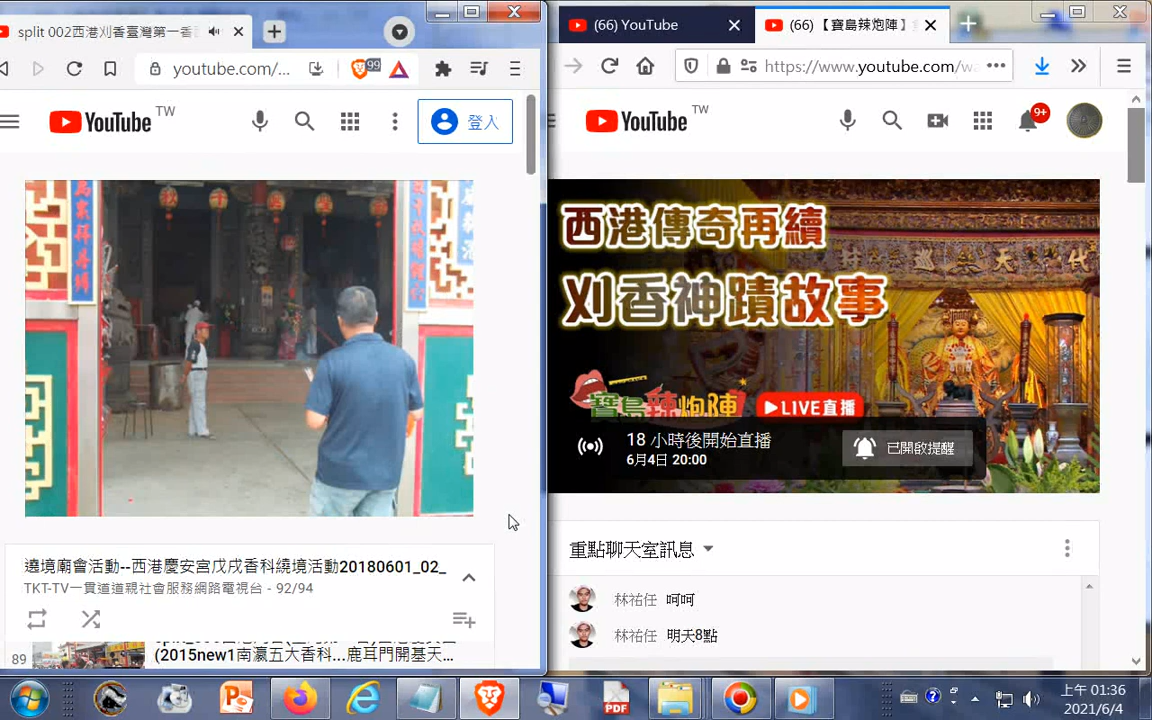 split 002西港刈香臺灣第一香
(66) YouTube
(66) 【寶島辣炮陣】
youtube.com/...
99
https://www.youtube.com/wa
YouTube TW
登入
YouTube TW
9+
西港傳奇再續
刈香神蹟故事
代天巡狩
寶島辣炮陣
LIVE直播
18 小時後開始直播
6月4日 20:00
已開啟提醒
遶境廟會活動--西港慶安宮戊戌香科繞境活動20180601_02_
TKT-TV一貫道道親社會服務網路電視台 - 92/94
89
(2015new1南瀛五大香科...鹿耳門開基天...
重點聊天室訊息
林祐任 呵呵
林祐任 明天8點
PDF
上午 01:36
2021/6/4